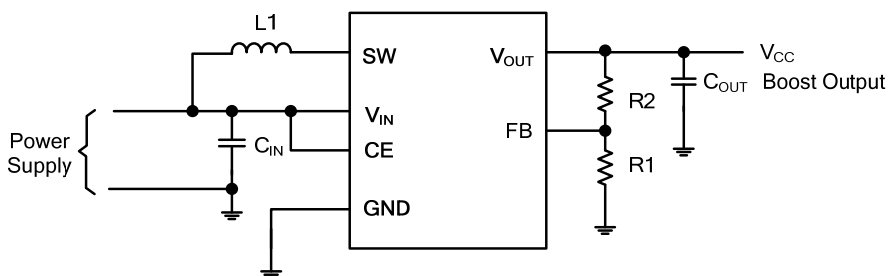 L1
SW
VOUT
VCC
COUT
Boost Output
R2
VIN
FB
Power
Supply
CIN
CE
R1
GND